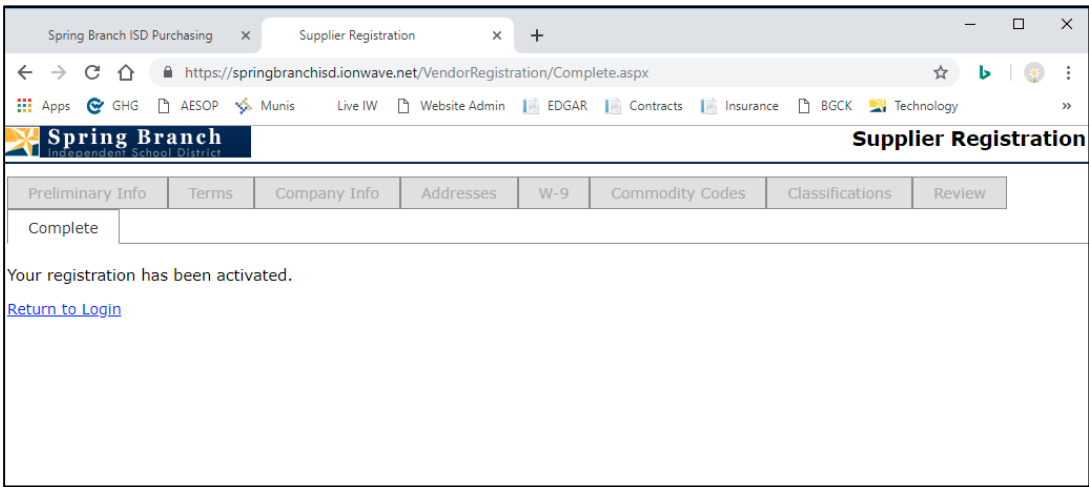 Spring Branch ISD Purchasing Supplier Registration
https://springbranchisd.ionwave.net/VendorRegistration/Complete.aspx
Apps GHG AESOP Munis Live IW Website Admin EDGAR Contracts Insurance BGCK Technology »
Spring Branch
Independent School District
Supplier Registration
Preliminary Info Terms Company Info Addresses W-9 Commodity Codes Classifications Review
Complete
Your registration has been activated.
Return to Login